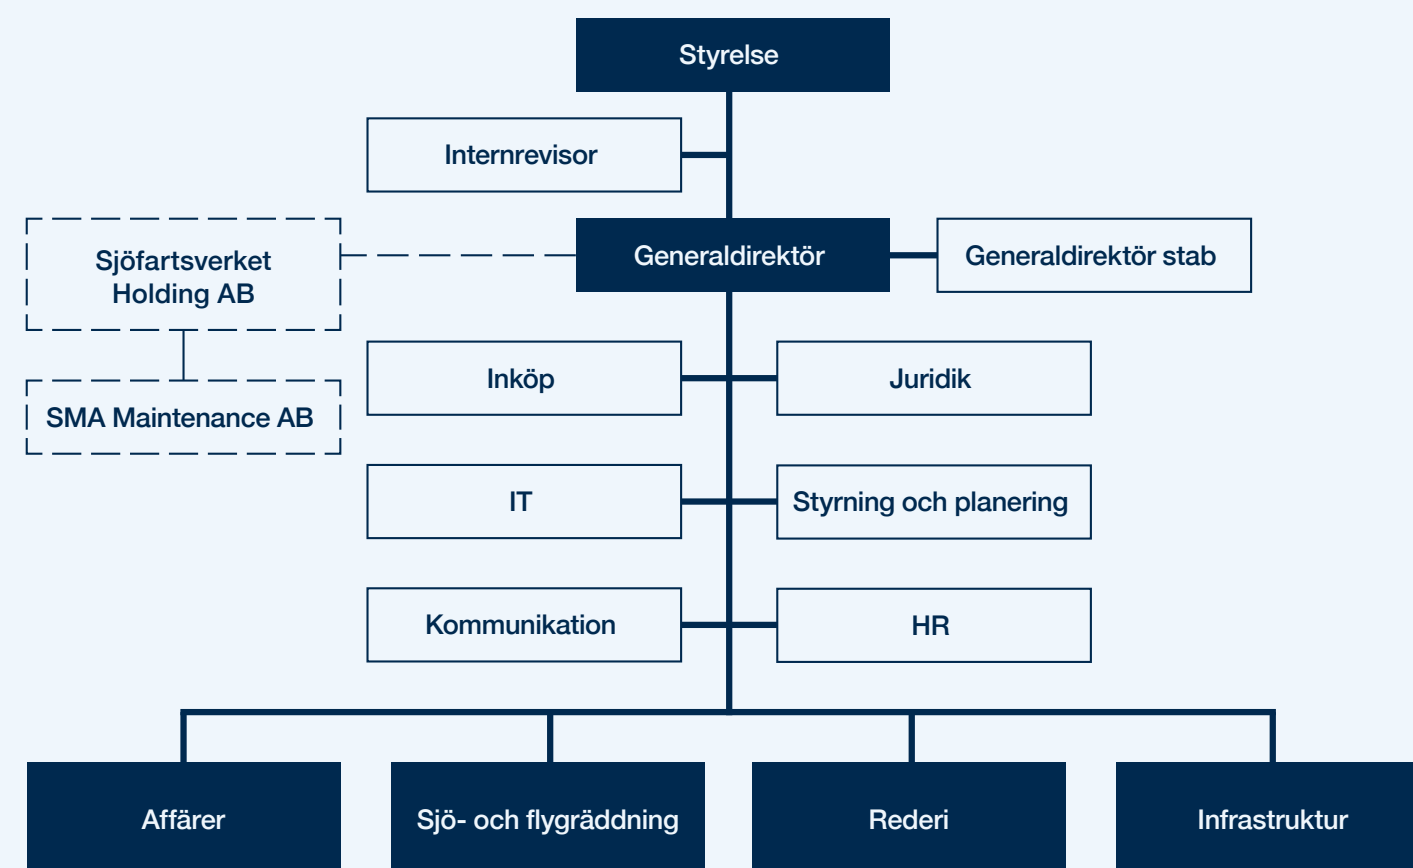 Styrelse
Internrevisor
Sjöfartsverket
Holding AB
Generaldirektör
Generaldirektör stab
Inköp
Juridik
SMA Maintenance AB
IT
Styrning och planering
Kommunikation
HR
Affärer
Sjö- och flygräddning
Rederi
Infrastruktur